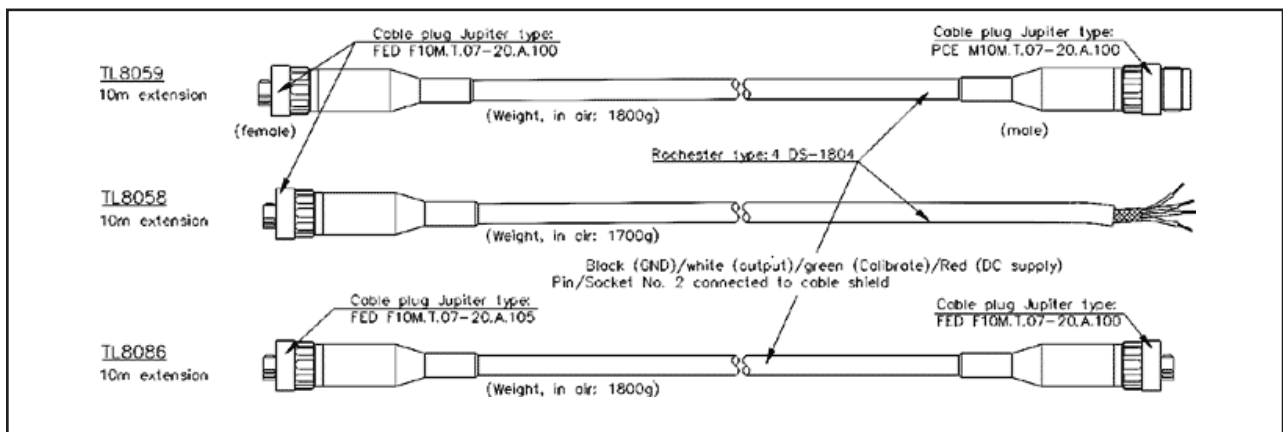 Cable plug Jupiter type:
FED F10M.T.07-20.A.100
Cable plug Jupiter type:
PCE M10M.T.07-20.A.100
TL8059
10m extension
(female)
(Weight, in air: 1800g)
(male)
Rochester type: 4 DS-1804
TL8058
10m extension
(Weight, in air: 1700g)
Black (GND)/white (output)/green (Calibrate)/Red (DC supply)
Pin/Socket No. 2 connected to cable shield
Cable plug Jupiter type:
FED F10M.T.07-20.A.105
Cable plug Jupiter type:
FED F10M.T.07-20.A.100
TL8086
10m extension
(Weight, in air: 1800g)